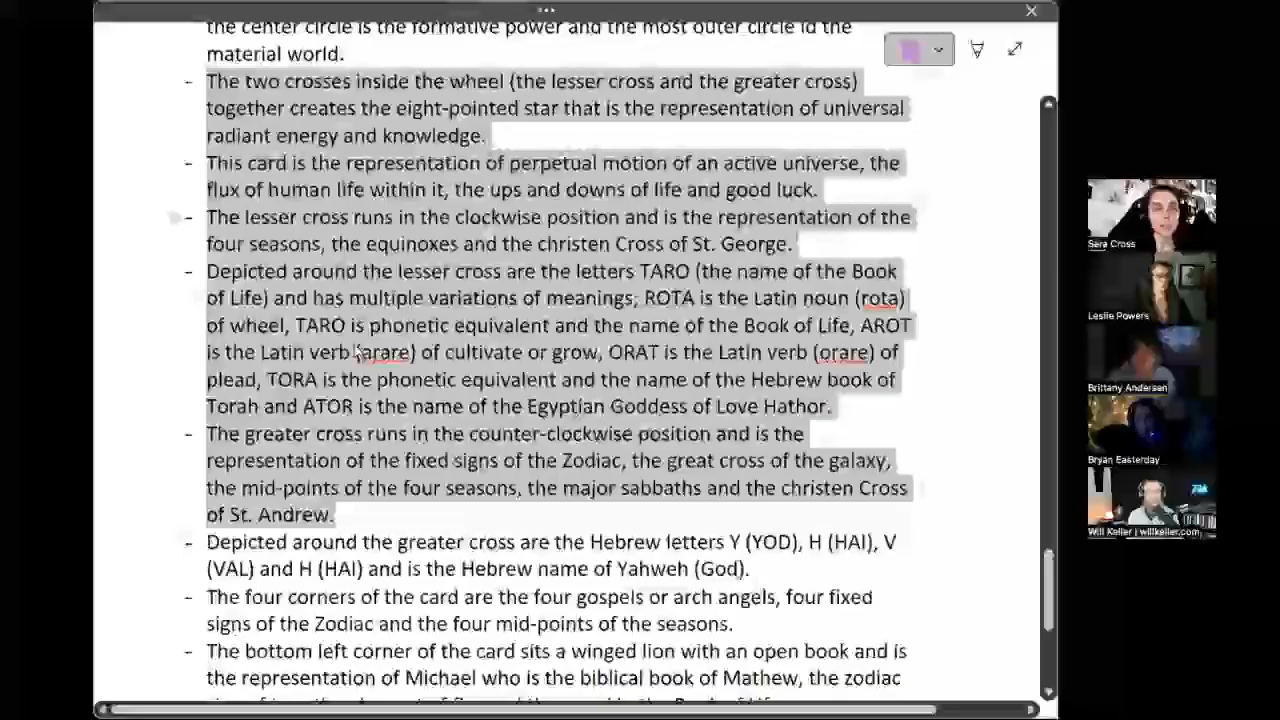 the center circle is the formative power and the most outer circle id the
material world.
- The two crosses inside the wheel (the lesser cross and the greater cross)
together creates the eight-pointed star that is the representation of universal
radiant energy and knowledge.
- This card is the representation of perpetual motion of an active universe, the
flux of human life within it, the ups and downs of life and good luck.
- The lesser cross runs in the clockwise position and is the representation of the
four seasons, the equinoxes and the christen Cross of St. George.
- Depicted around the lesser cross are the letters TARO (the name of the Book
of Life) and has multiple variations of meanings; ROTA is the Latin noun (rota)
of wheel, TARO is phonetic equivalent and the name of the Book of Life, AROT
is the Latin verb (arare) of cultivate or grow, ORAT is the Latin verb (orare) of
plead, TORA is the phonetic equivalent and the name of the Hebrew book of
Torah and ATOR is the name of the Egyptian Goddess of Love Hathor.
- The greater cross runs in the counter-clockwise position and is the
representation of the fixed signs of the Zodiac, the great cross of the galaxy,
the mid-points of the four seasons, the major sabbaths and the christen Cross
of St. Andrew.
- Depicted around the greater cross are the Hebrew letters Y (YOD), H (HAI), V
(VAL) and H (HAI) and is the Hebrew name of Yahweh (God).
- The four corners of the card are the four gospels or arch angels, four fixed
signs of the Zodiac and the four mid-points of the seasons.
- The bottom left corner of the card sits a winged lion with an open book and is
the representation of Michael who is the biblical book of Mathew, the zodiac
Sara Cross
Leslie Powers
Brittany Andersen
Bryan Easterday
Will Keller | willkeller.com